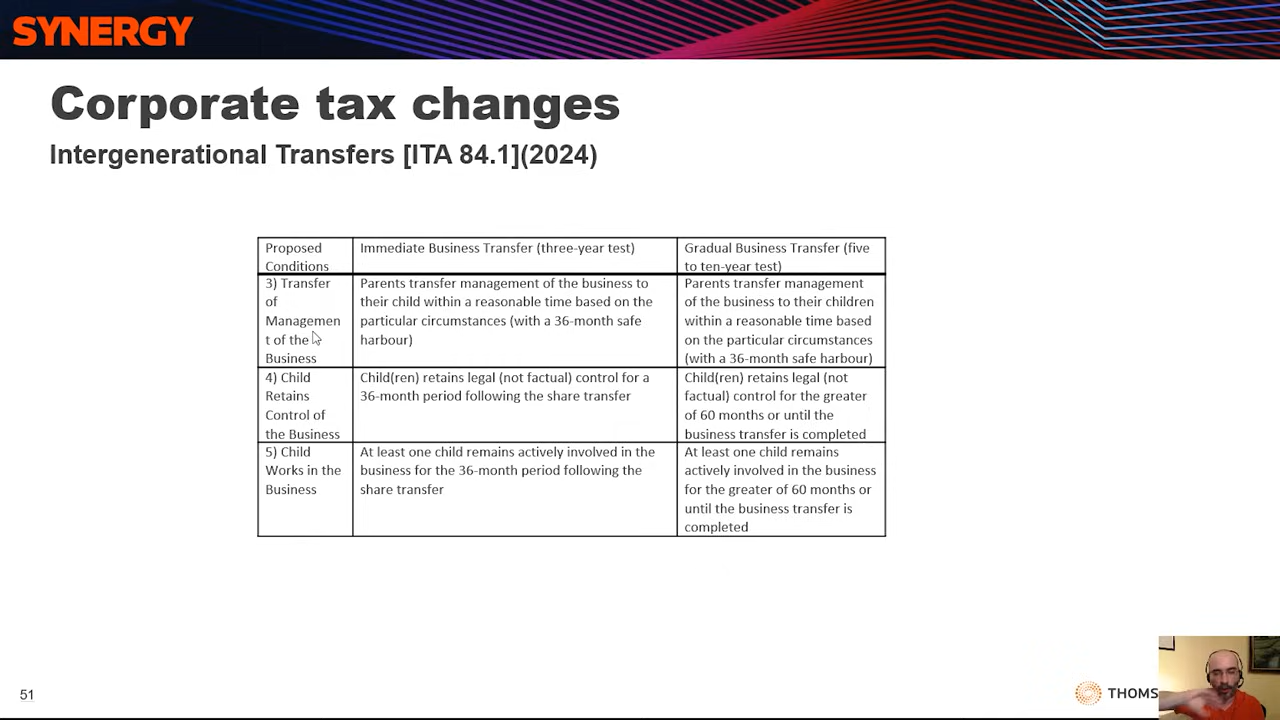 SYNERGY
Corporate tax changes
Intergenerational Transfers [ITA 84.1](2024)
Proposed
Conditions
Immediate Business Transfer (three-year test)
Gradual Business Transfer (five
to ten-year test)
3) Transfer
of
Managemen
t of the
Business
Parents transfer management of the business to
their child within a reasonable time based on the
particular circumstances (with a 36-month safe
harbour)
Parents transfer management
of the business to their children
within a reasonable time based
on the particular circumstances
(with a 36-month safe harbour)
4) Child
Retains
Control of
the Business
Child(ren) retains legal (not factual) control for a
36-month period following the share transfer
Child(ren) retains legal (not
factual) control for the greater
of 60 months or until the
business transfer is completed
5) Child
Works in the
Business
At least one child remains actively involved in the
business for the 36-month period following the
share transfer
At least one child remains
actively involved in the business
for the greater of 60 months or
until the business transfer is
completed
51
THOMS